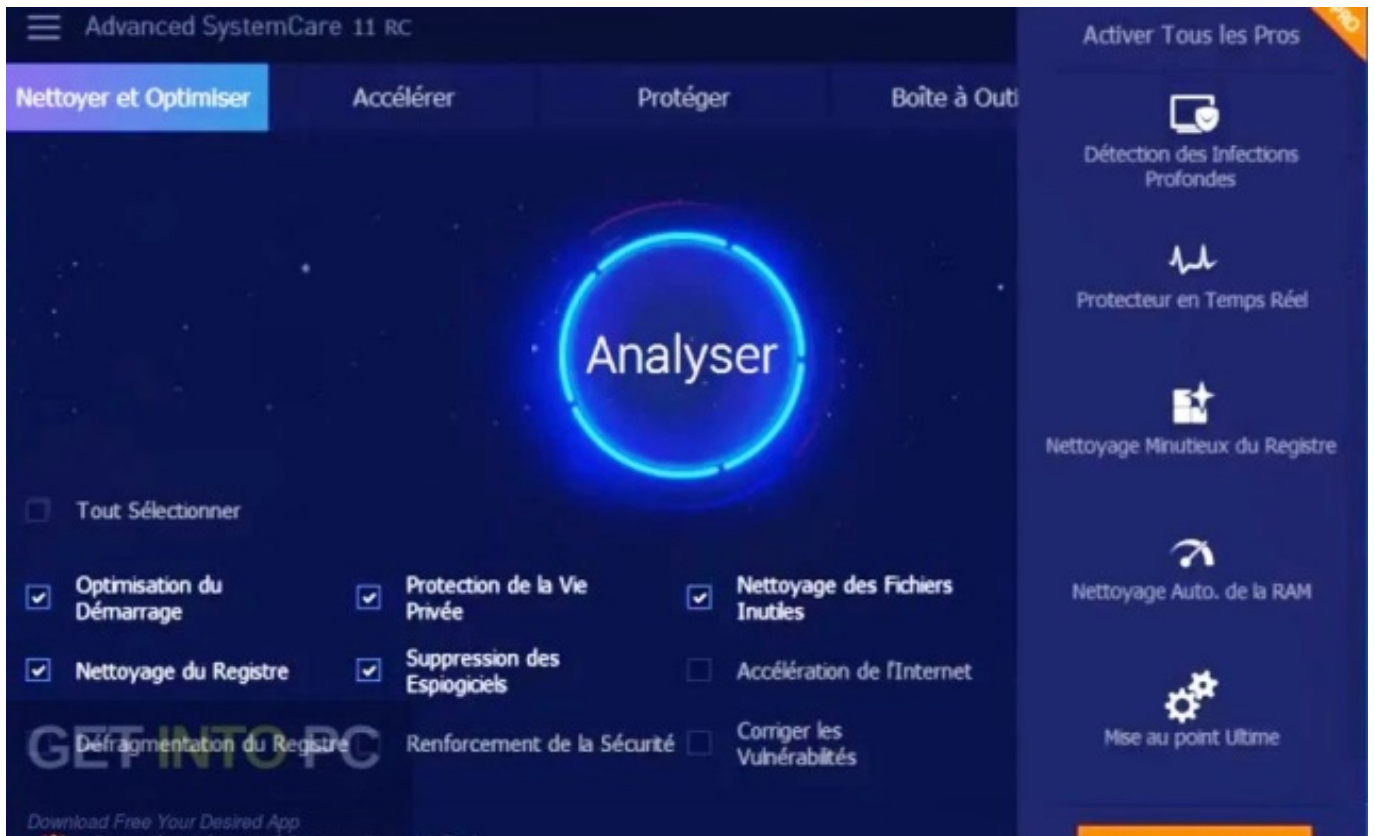 Advanced SystemCare 11 RC
Nettoyer et Optimiser
Accélérer
Protéger
Boîte à Outi
Analyser
Tout Sélectionner
Optimisation du
Démarrage
Protection de la Vie
Privée
Nettoyage des Fichiers
Inutiles
Nettoyage du Registre
Suppression des
Espiogiciels
Accélération de l'Internet
Défragmentation du Registre
Renforcement de la Sécurité
Corriger les
Vulnérabilités
GET INTO PC
Download Free Your Desired App
PRO
Activer Tous les Pros
Détection des Infections
Profondes
Protecteur en Temps Réel
Nettoyage Minutieux du Registre
Nettoyage Auto. de la RAM
Mise au point Ultime